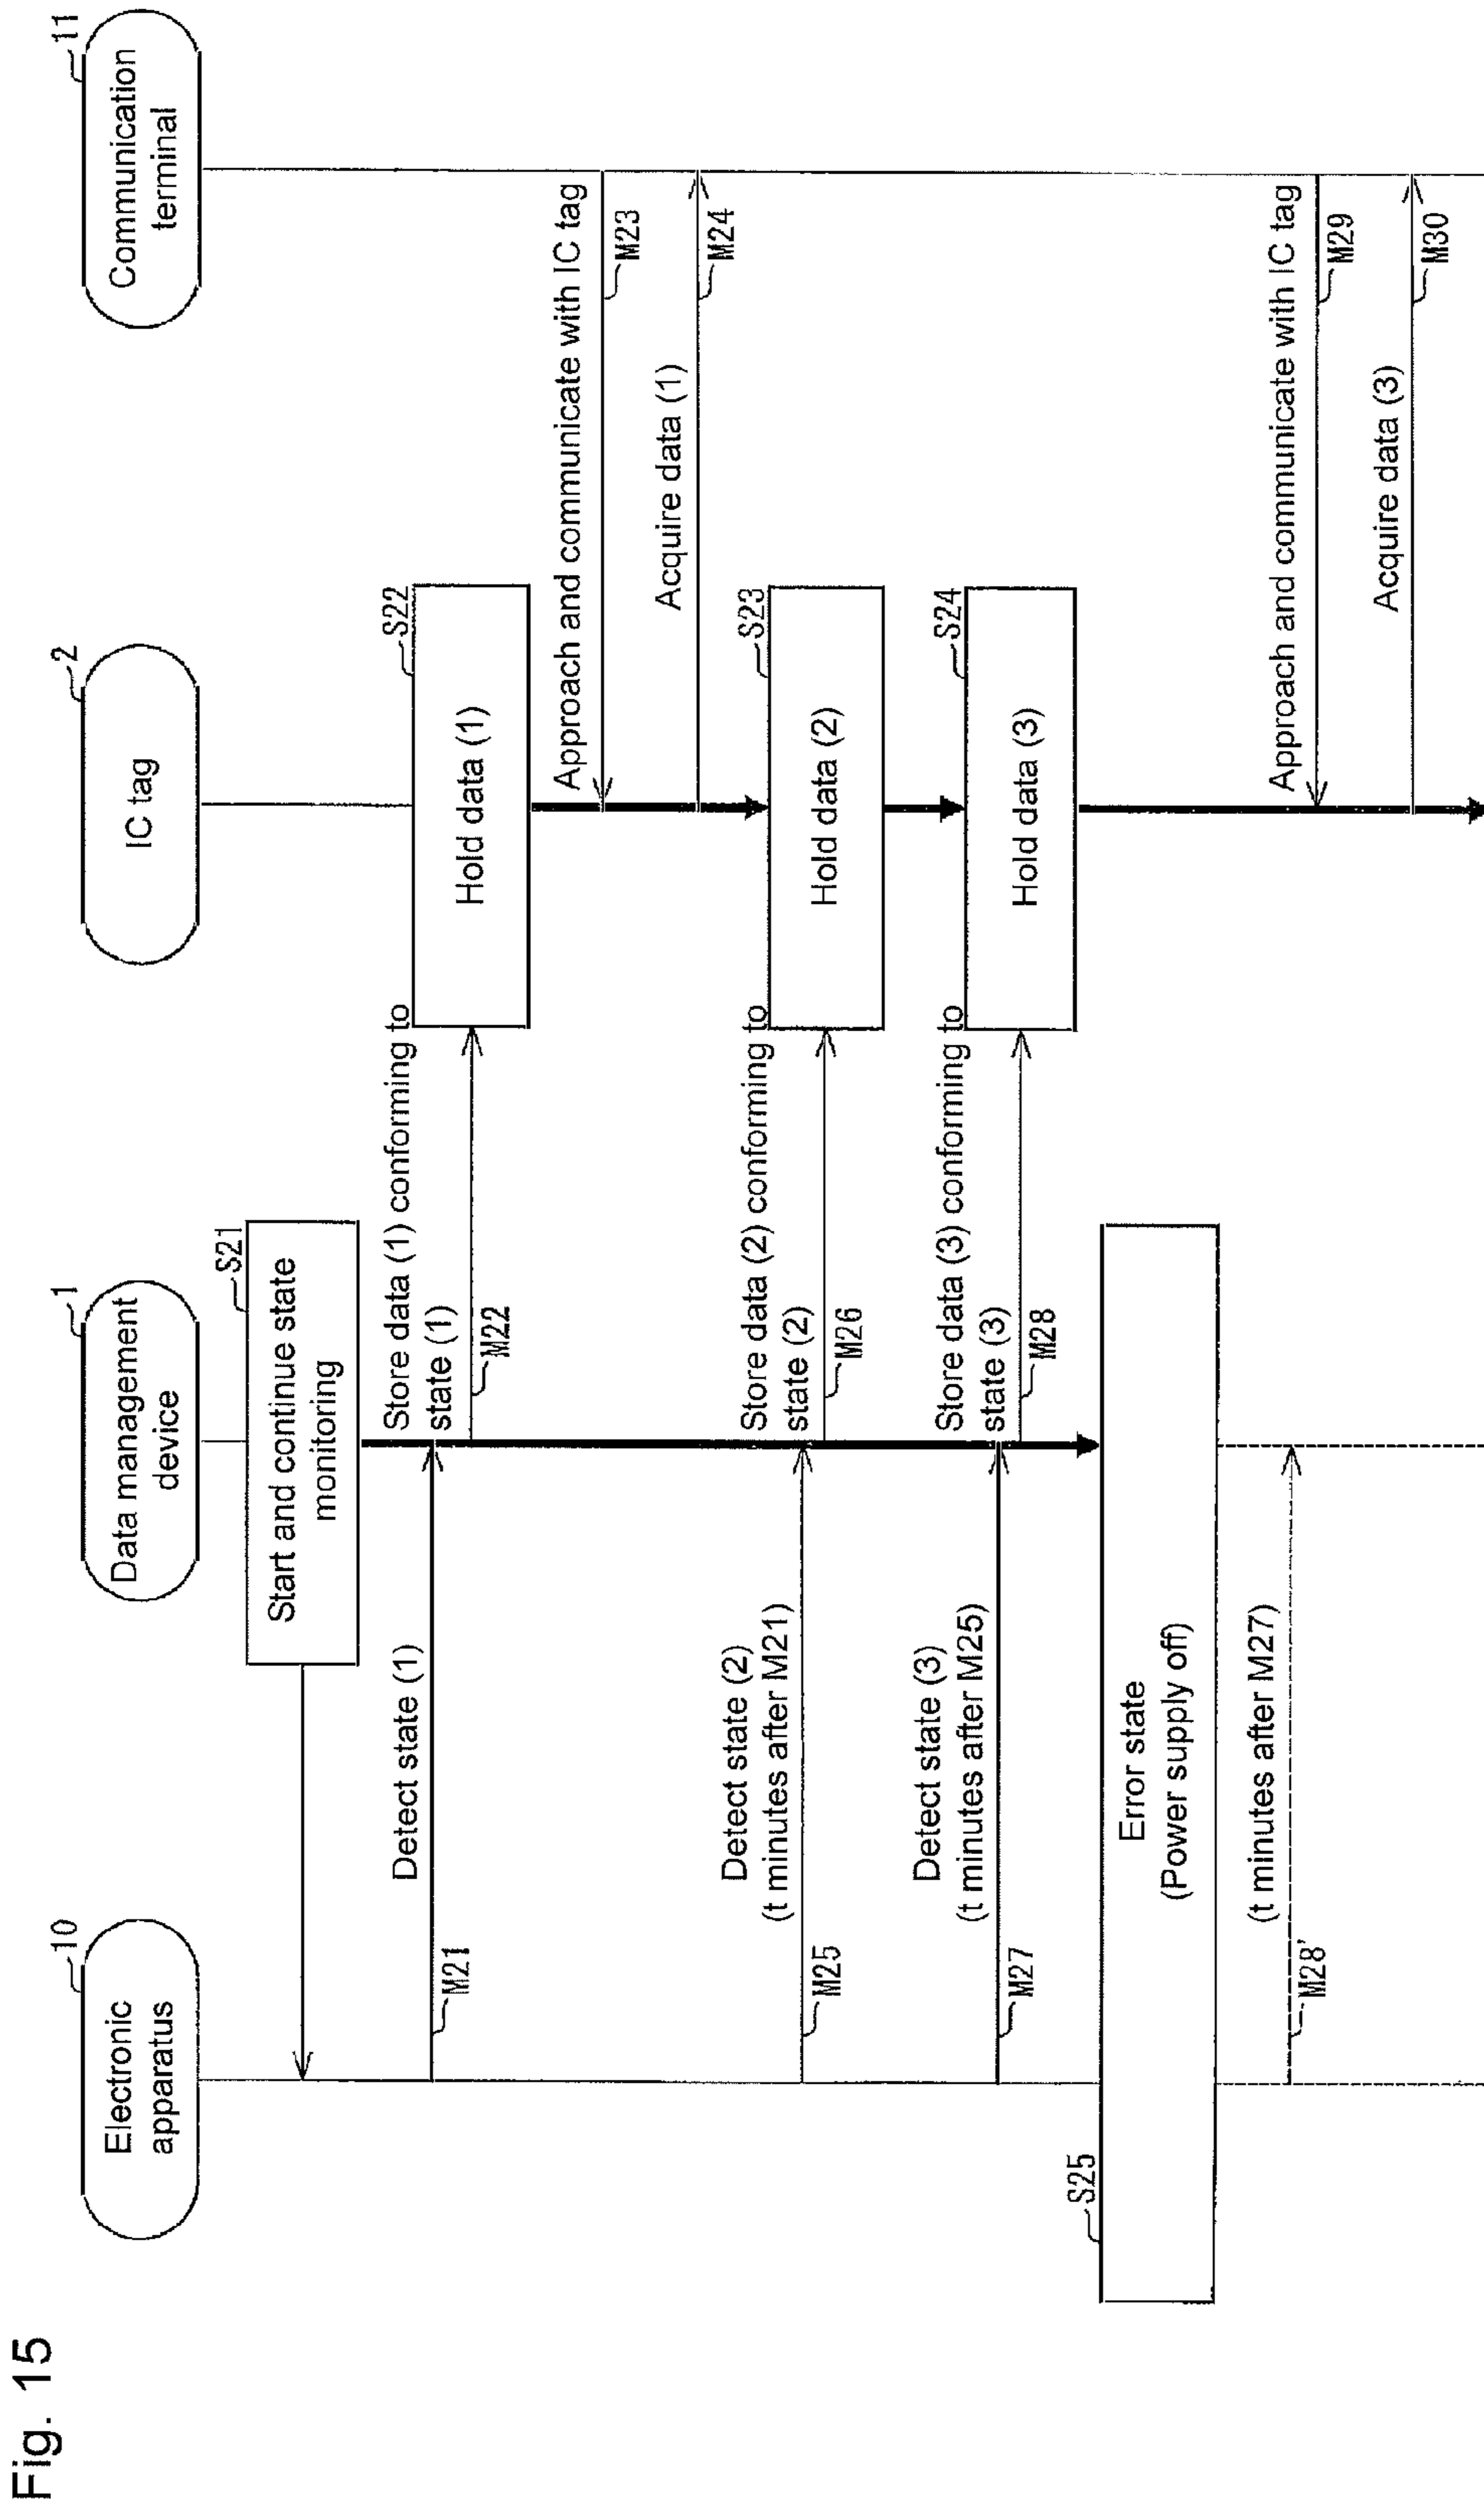 Fig. 15
10
Electronic
apparatus
1
Data management
device
2
IC tag
11
Communication
terminal
S21
Start and continue state
monitoring
Detect state (1)
M21
Store data (1) conforming to
state (1)
M22
S22
Hold data (1)
Approach and communicate with IC tag
M23
Acquire data (1)
M24
Detect state (2)
(t minutes after M21)
M25
Store data (2) conforming to
state (2)
M26
S23
Hold data (2)
Detect state (3)
(t minutes after M25)
M27
Store data (3) conforming to
state (3)
M28
S24
Hold data (3)
S25
Error state
(Power supply off)
(t minutes after M27)
M28'
Approach and communicate with IC tag
M29
Acquire data (3)
M30